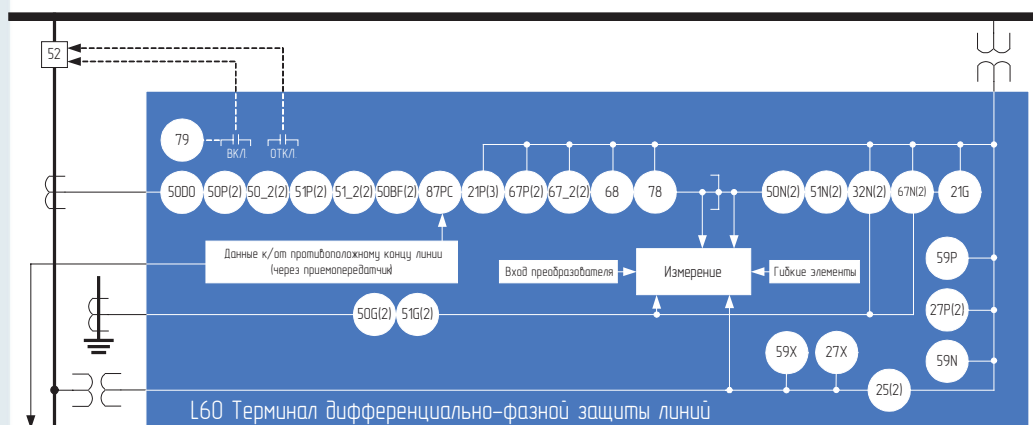 52
79
ВКЛ.
ОТКЛ.
50DD
50P(2)
50_2(2)
51P(2)
51_2(2)
50BF(2)
87PC
21P(3)
67P(2)
67_2(2)
68
78
50N(2)
51N(2)
32N(2)
67N(2)
21G
Данные к/от противоположному концу линии
(через приемопередатчик)
Вход преобразователя
Измерение
Гибкие элементы
59P
50G(2)
51G(2)
27P(2)
59X
27X
59N
25(2)
L60 Терминал дифференциально-фазной защиты линий